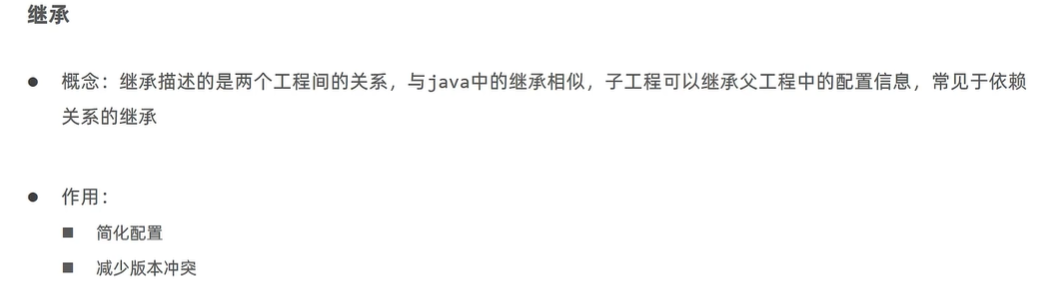 继承
● 概念：继承描述的是两个工程间的关系，与java中的继承相似，子工程可以继承父工程中的配置信息，常见于依赖
关系的继承
● 作用：
■ 简化配置
■ 减少版本冲突